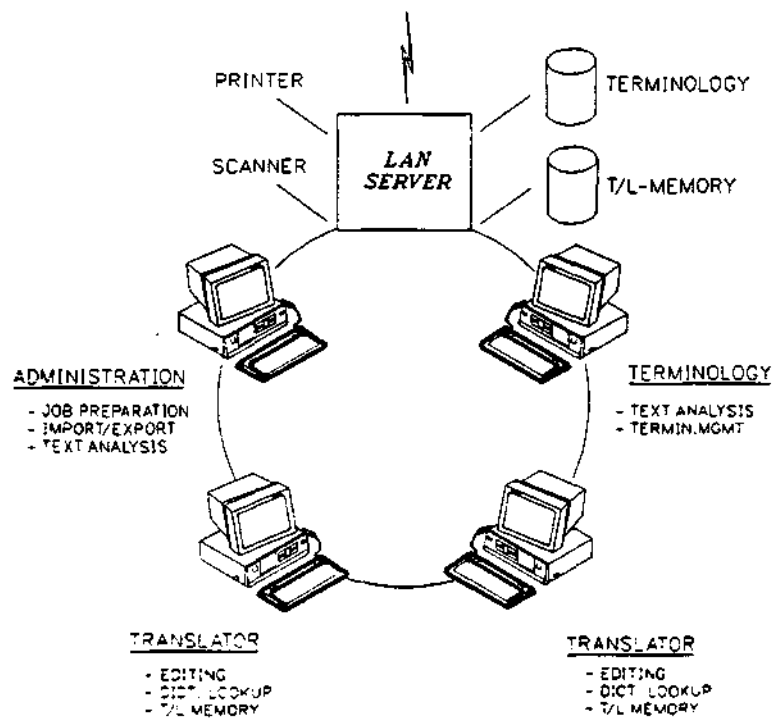 PRINTER
SCANNER
LAN
SERVER
TERMINOLOGY
T/L-MEMORY
ADMINISTRATION
- JOB PREPARATION
- IMPORT/EXPORT
- TEXT ANALYSIS
TERMINOLOGY
- TEXT ANALYSIS
- TERMIN.MGMT
TRANSLATOR
- EDITING
- DICT. LOOKUP
- T/L MEMORY
TRANSLATOR
- EDITING
- DICT. LOOKUP
- T/L MEMORY